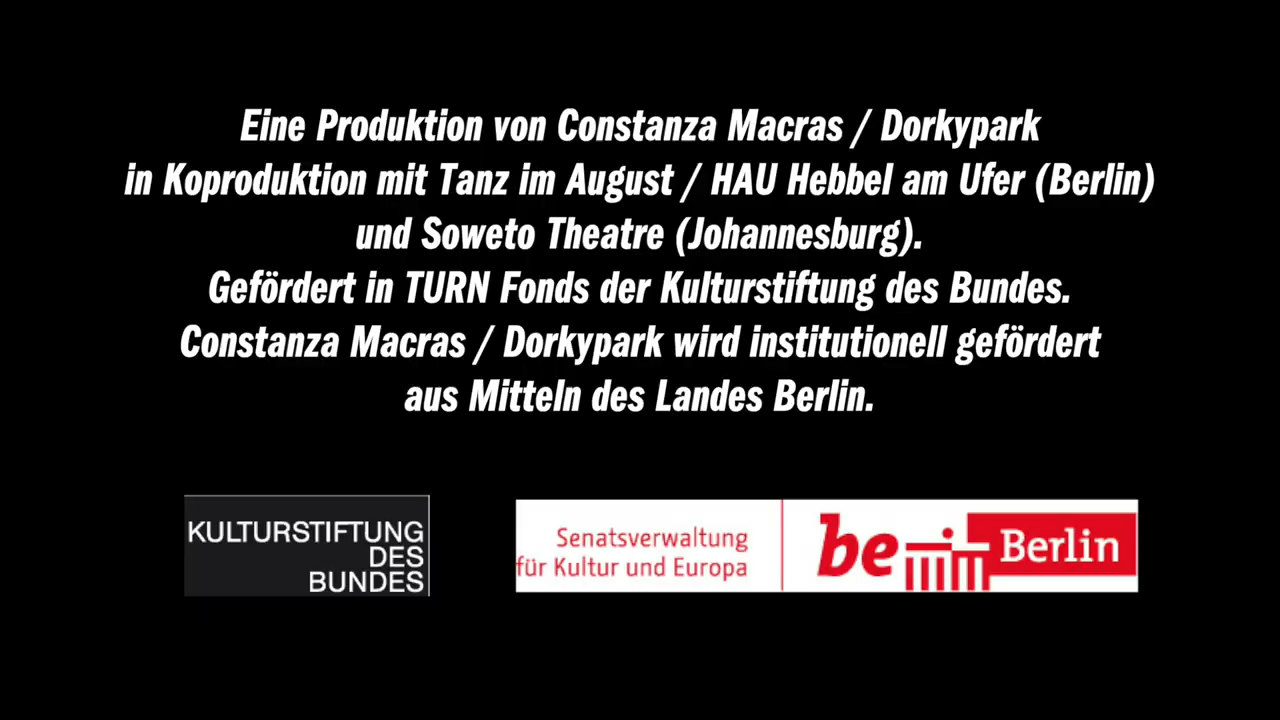 Eine Produktion von Constanza Macras / Dorkypark
in Koproduktion mit Tanz im August / HAU Hebbel am Ufer (Berlin)
und Soweto Theatre (Johannesburg).
Gefördert in TURN Fonds der Kulturstiftung des Bundes.
Constanza Macras / Dorkypark wird institutionell gefördert
aus Mitteln des Landes Berlin.
KULTURSTIFTUNG
DES
BUNDES
Senatsverwaltung
für Kultur und Europa
be Berlin